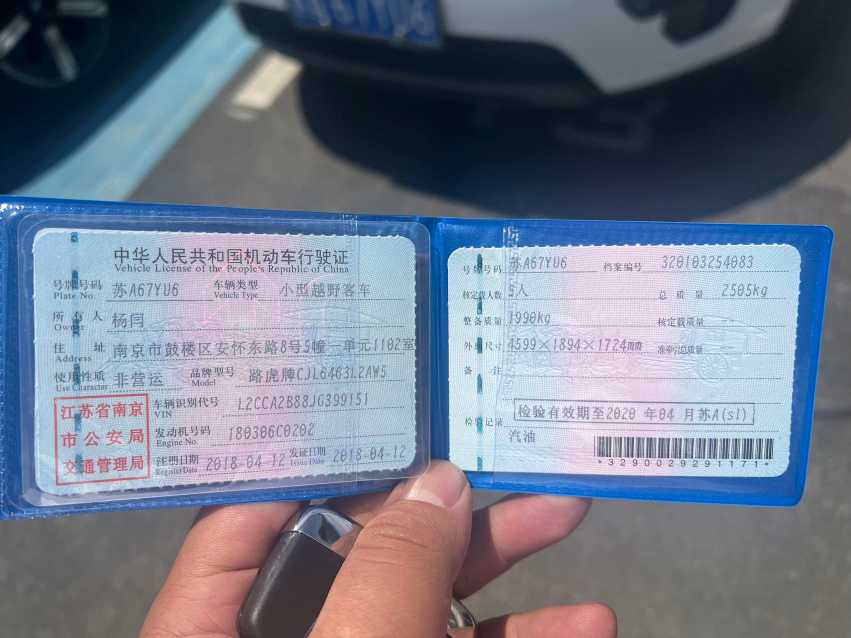 中华人民共和国机动车行驶证
Vehicle License of the People's Republic of China
号牌号码 Plate No. 苏A67YU6 车辆类型 Vehicle Type 小型越野客车
所有人 Owner 杨闫
住址 Address 南京市鼓楼区安怀东路8号5幢一单元1102室
使用性质 Use Character 非营运 品牌型号 Model 路虎牌CJL6463L2AW5
江苏省南京
市公安局
交通管理局
车辆识别代号 VIN L2CCA2B88JG399151
发动机号码 Engine No. 180306C0202
注册日期 Register Date 2018-04-12 发证日期 Issue Date 2018-04-12
号牌号码 苏A67YU6 档案编号 320103254083
核定载人数 5人 总质量 2505kg
整备质量 1990kg 核定载质量
外廓尺寸 4599×1894×1724mm 准牵引总质量
备注
检验有效期至2020 年04 月苏A(sl)
检验记录
汽油
*3290029291171*